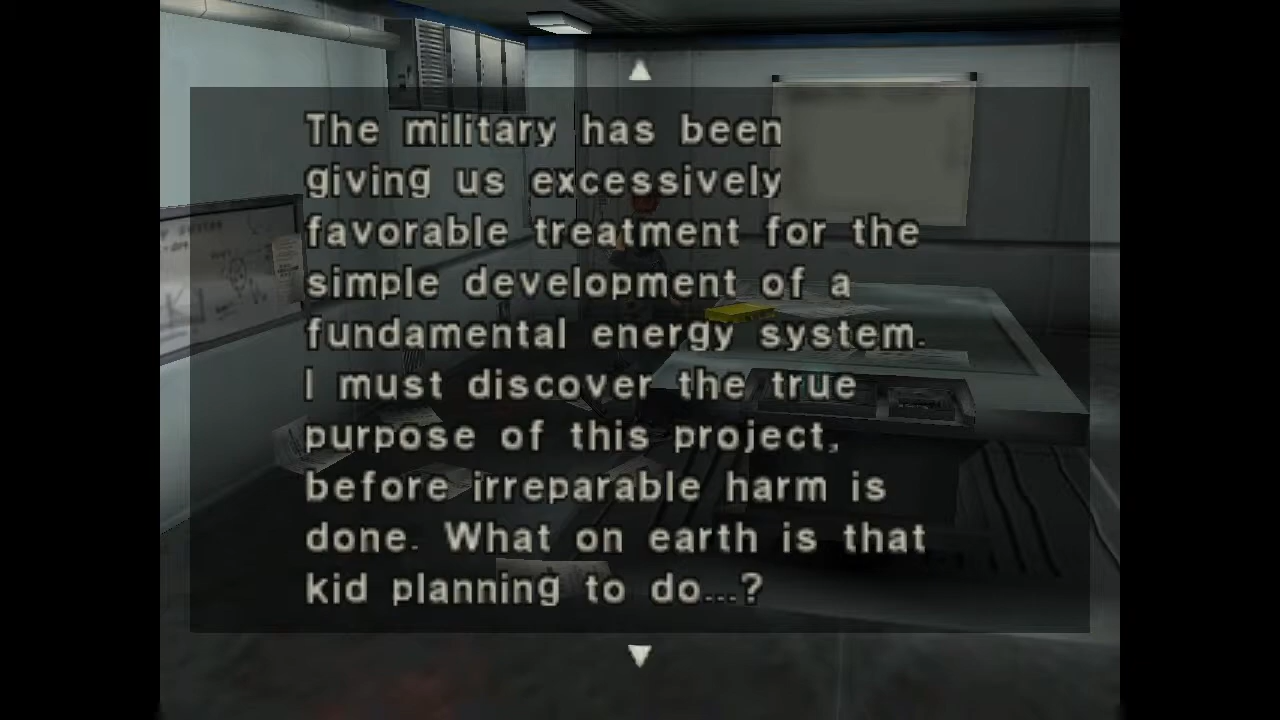 The military has been
giving us excessively
favorable treatment for the
simple development of a
fundamental energy system.
I must discover the true
purpose of this project,
before irreparable harm is
done. What on earth is that
kid planning to do...?